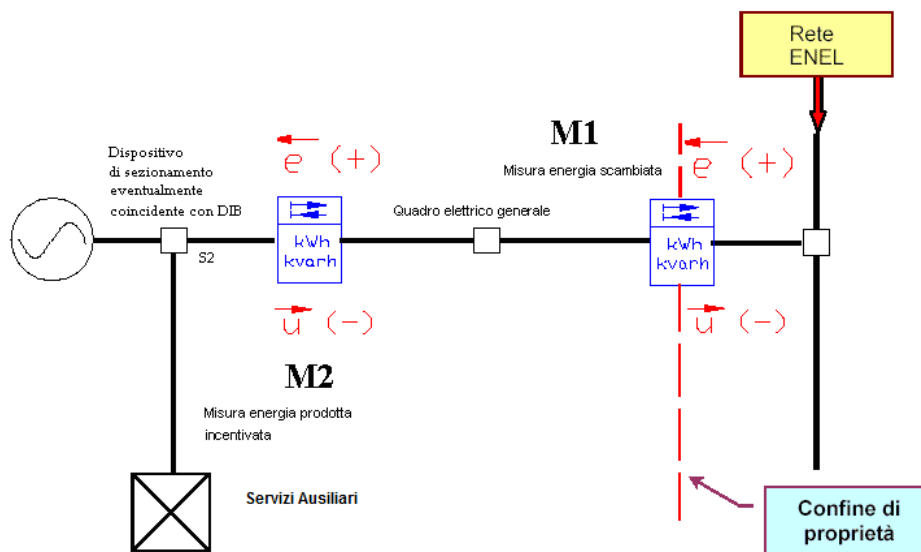 Rete
ENEL
M1
Misura energia scambiata
e (+)
e (+)
Dispositivo
di sezionamento
eventualmente
coincidente con DIB
Quadro elettrico generale
kWh
kvarh
kWh
kvarh
S2
u (-)
u (-)
M2
Misura energia prodotta
incentivata
Servizi Ausiliari
Confine di
proprietà